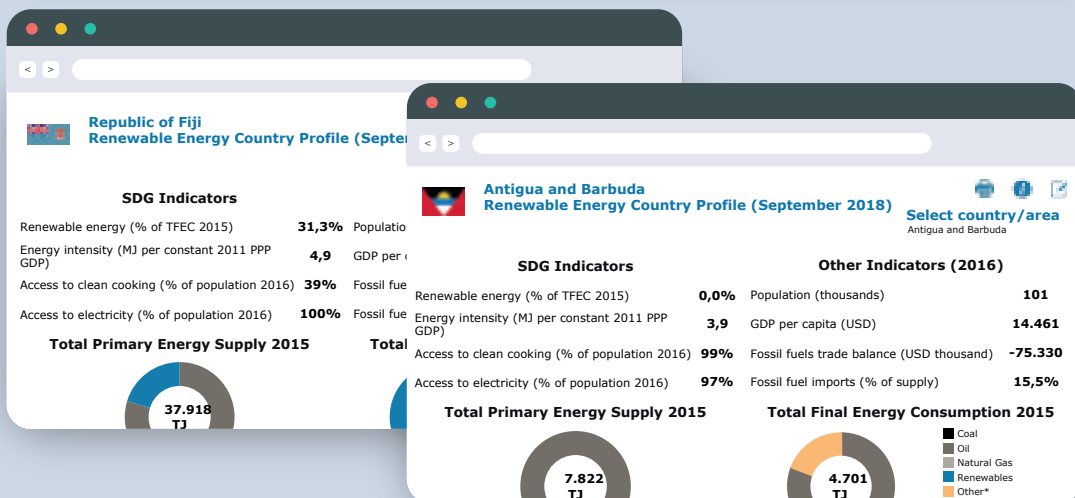 < >
Republic of Fiji
Renewable Energy Country Profile
SDG Indicators
Renewable energy (% of TFEC 2015) 31,3%
Energy intensity (MJ per constant 2011 PPP
GDP) 4,9 GDP per
Access to clean cooking (% of population 2016) 39%
Access to electricity (% of population 2016) 100%
Total Primary Energy Supply 2015
37.918
TJ
< >
Antigua and Barbuda
Renewable Energy Country Profile (September 2018)
Select country/area
Antigua and Barbuda
SDG Indicators
Renewable energy (% of TFEC 2015) 0,0%
Energy intensity (MJ per constant 2011 PPP
GDP) 3,9
Access to clean cooking (% of population 2016) 99%
Access to electricity (% of population 2016) 97%
Other Indicators (2016)
Population (thousands) 101
GDP per capita (USD) 14.461
Fossil fuels trade balance (USD thousand) -75.330
Fossil fuel imports (% of supply) 15,5%
Total Primary Energy Supply 2015
7.822
TJ
Total Final Energy Consumption 2015
4.701
TJ
Coal
Oil
Natural Gas
Renewables
Other*